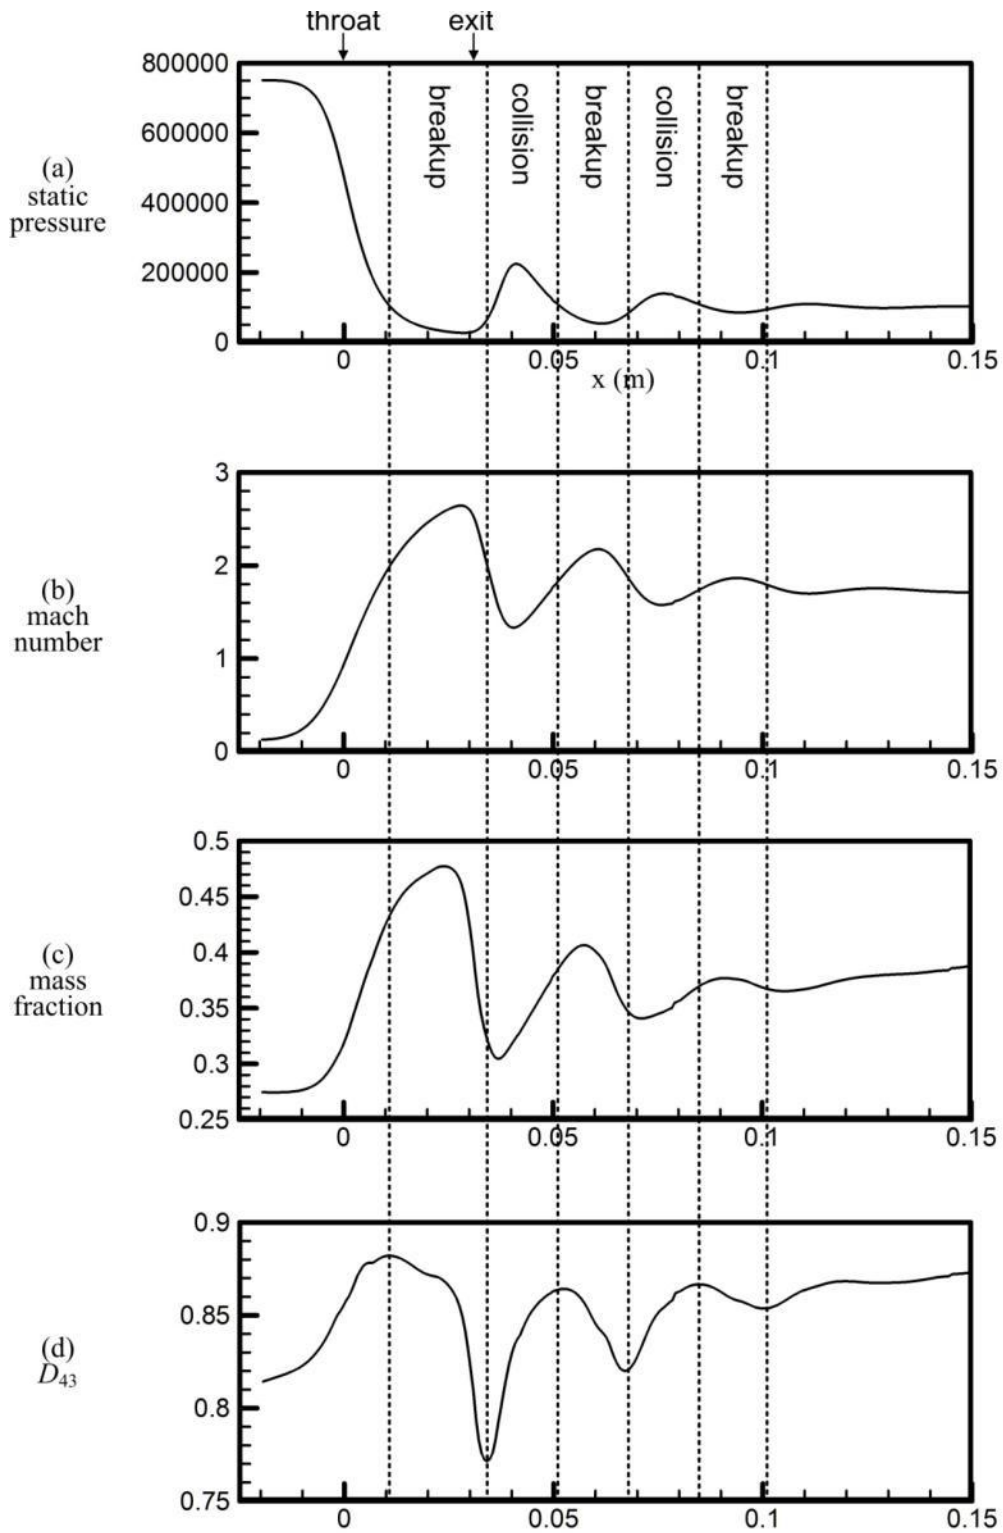 throat exit
800000
600000
400000
200000
0
(a)
static
pressure
breakup collision breakup collision breakup
0 0.05 0.1 0.15
x (m)
3
2
1
0
(b)
mach
number
0 0.05 0.1 0.15
0.5
0.45
0.4
0.35
0.3
0.25
(c)
mass
fraction
0 0.05 0.1 0.15
0.9
0.85
0.8
0.75
(d)
D43
0 0.05 0.1 0.15